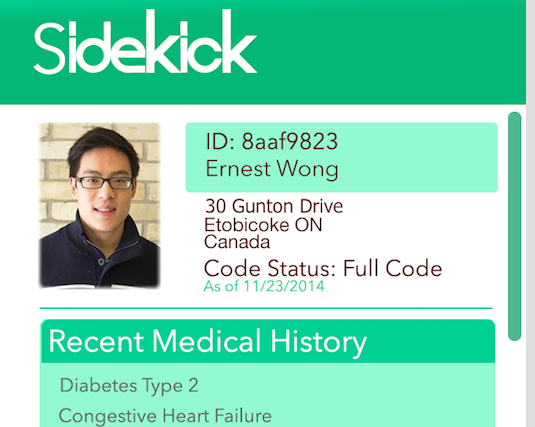 Sidekick
ID: 8aaf9823
Ernest Wong
30 Gunton Drive
Etobicoke ON
Canada
Code Status: Full Code
As of 11/23/2014
Recent Medical History
Diabetes Type 2
Congestive Heart Failure